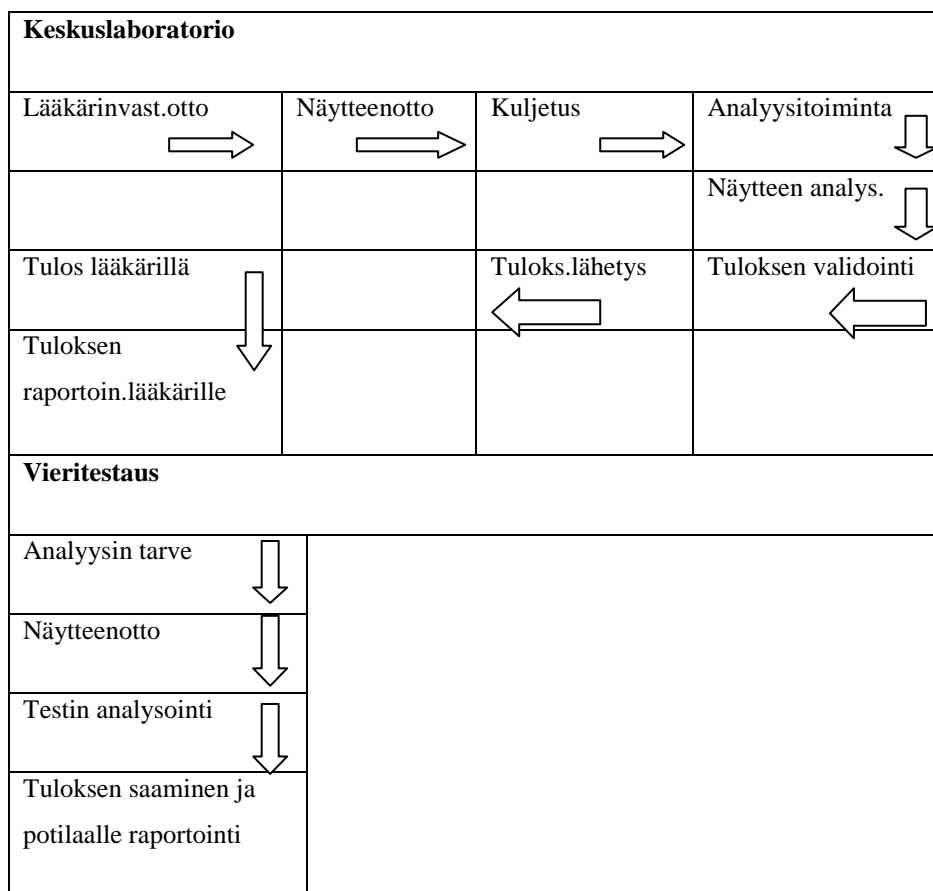 Keskuslaboratorio
Lääkärinvast.otto
Näytteenotto
Kuljetus
Analyysitoiminta
Näytteen analys.
Tulos lääkärillä
Tuloks.lähetys
Tuloksen validointi
Tuloksen
raportoin.lääkärille
Vieritestaus
Analyysin tarve
Näytteenotto
Testin analysointi
Tuloksen saaminen ja
potilaalle raportointi